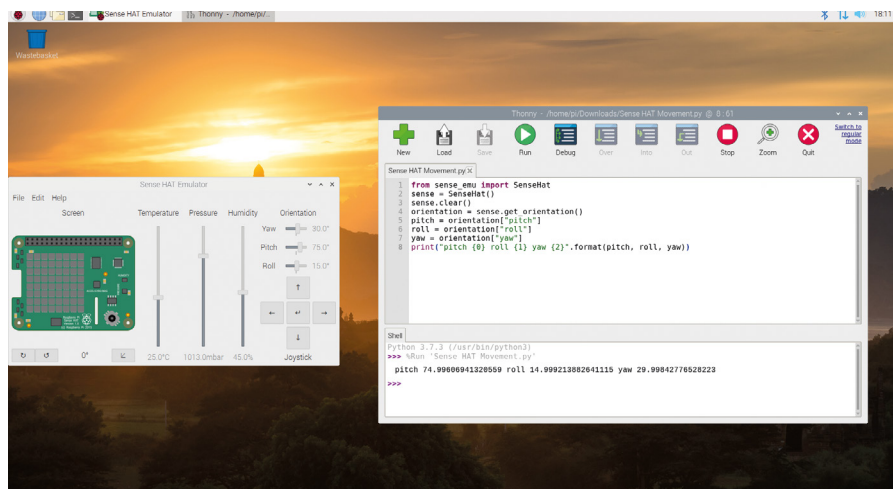 Sense HAT Emulator
Thonny - /home/pi/...
18:11
Wastebasket
Thonny - /home/pi/Downloads/Sense HAT Movement.py @ 8:61
New Load Save Run Debug Over Into Out Stop Zoom Quit
Switch to
regular
mode
Sense HAT Movement.py
1 from sense_emu import SenseHat
2 sense = SenseHat()
3 sense.clear()
4 orientation = sense.get_orientation()
5 pitch = orientation["pitch"]
6 roll = orientation["roll"]
7 yaw = orientation["yaw"]
8 print("pitch {0} roll {1} yaw {2}".format(pitch, roll, yaw))
Shell
Python 3.7.3 (/usr/bin/python3)
>>> %Run 'Sense HAT Movement.py'
pitch 74.99606941320559 roll 14.999213882641115 yaw 29.99842776528223
>>>
Sense HAT Emulator
File Edit Help
Screen Temperature Pressure Humidity Orientation
Yaw 30.0°
Pitch 75.0°
Roll 15.0°
0° 25.0°C 1013.0mbar 45.0% Joystick